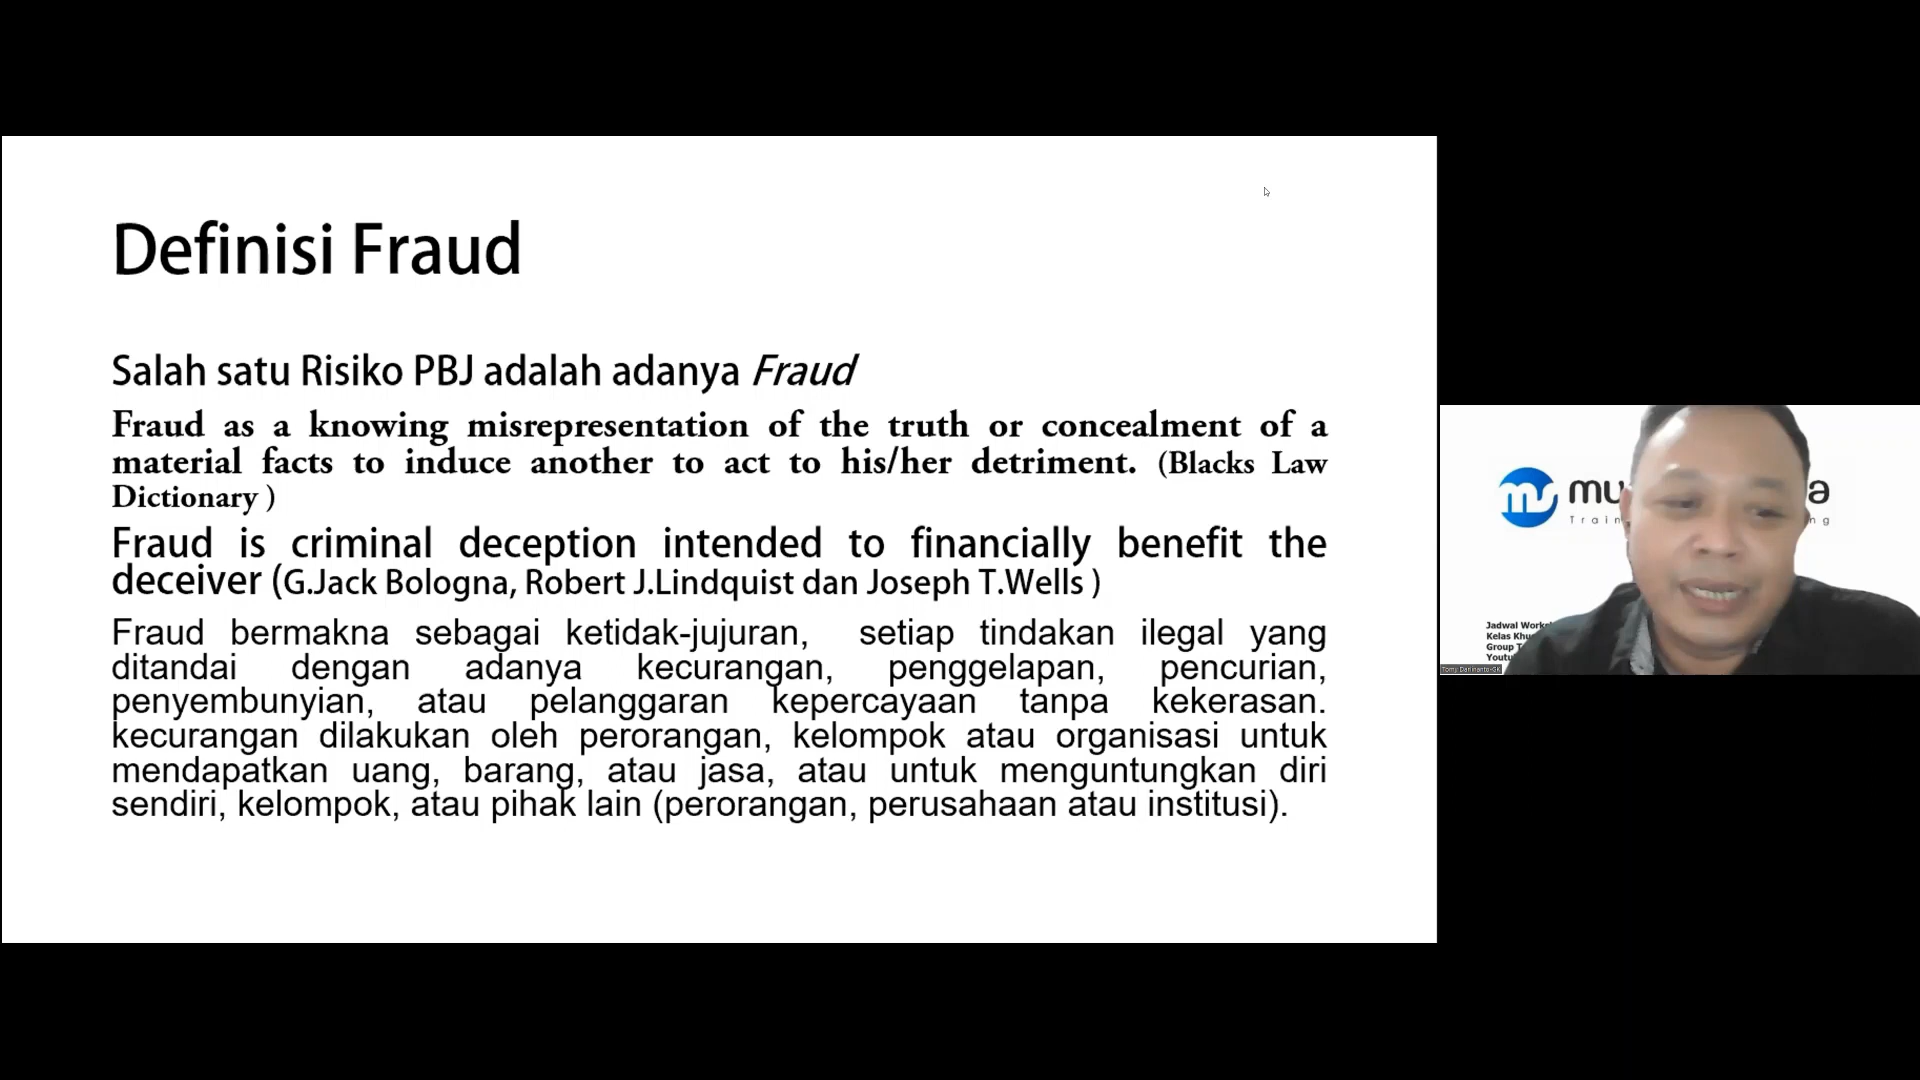 Definisi Fraud
Salah satu Risiko PBJ adalah adanya Fraud
Fraud as a knowing misrepresentation of the truth or concealment of a
material facts to induce another to act to his/her detriment. (Blacks Law
Dictionary )
Fraud is criminal deception intended to financially benefit the
deceiver (G.Jack Bologna, Robert J.Lindquist dan Joseph T.Wells )
Fraud bermakna sebagai ketidak-jujuran, setiap tindakan ilegal yang
ditandai dengan adanya kecurangan, penggelapan, pencurian,
penyembunyian, atau pelanggaran kepercayaan tanpa kekerasan.
kecurangan dilakukan oleh perorangan, kelompok atau organisasi untuk
mendapatkan uang, barang, atau jasa, atau untuk menguntungkan diri
sendiri, kelompok, atau pihak lain (perorangan, perusahaan atau institusi).
Jadwal
Kelas
Group